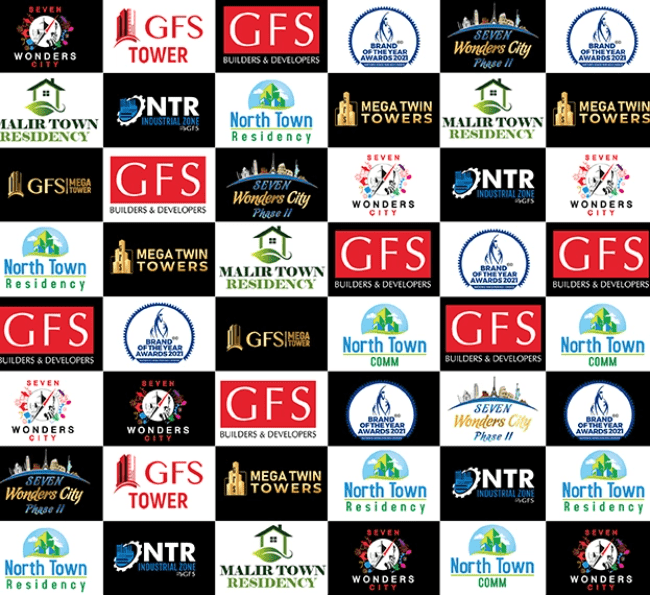 SEVEN
WONDERS
CITY
GFS
TOWER
GFS
BUILDERS & DEVELOPERS
BRAND
OF THE YEAR
AWARDS 2021
SEVEN
Wonders City
Phase II
BRAND
OF THE YEAR
AWARDS 2021
MALIR TOWN
RESIDENCY
NTR
INDUSTRIAL ZONE
GFS
North Town
Residency
MEGA TWIN
TOWERS
MALIR TOWN
RESIDENCY
MEGA TWIN
TOWERS
GFS MEGA
TOWER
GFS
BUILDERS & DEVELOPERS
SEVEN
Wonders City
Phase II
SEVEN
WONDERS
CITY
NTR
INDUSTRIAL ZONE
GFS
SEVEN
WONDERS
CITY
North Town
Residency
MEGA TWIN
TOWERS
MALIR TOWN
RESIDENCY
GFS
BUILDERS & DEVELOPERS
BRAND
OF THE YEAR
AWARDS 2021
GFS
BUILDERS & DEVELOPERS
GFS
BUILDERS & DEVELOPERS
BRAND
OF THE YEAR
AWARDS 2021
GFS MEGA
TOWER
North Town
COMM
GFS
BUILDERS & DEVELOPERS
North Town
COMM
SEVEN
WONDERS
CITY
SEVEN
WONDERS
CITY
GFS
BUILDERS & DEVELOPERS
BRAND
OF THE YEAR
AWARDS 2021
SEVEN
Wonders City
Phase II
BRAND
OF THE YEAR
AWARDS 2021
SEVEN
Wonders City
Phase II
GFS
TOWER
MEGA TWIN
TOWERS
North Town
Residency
NTR
INDUSTRIAL ZONE
GFS
North Town
Residency
North Town
Residency
NTR
INDUSTRIAL ZONE
GFS
MALIR TOWN
RESIDENCY
SEVEN
WONDERS
CITY
North Town
COMM
SEVEN
WONDERS
CITY